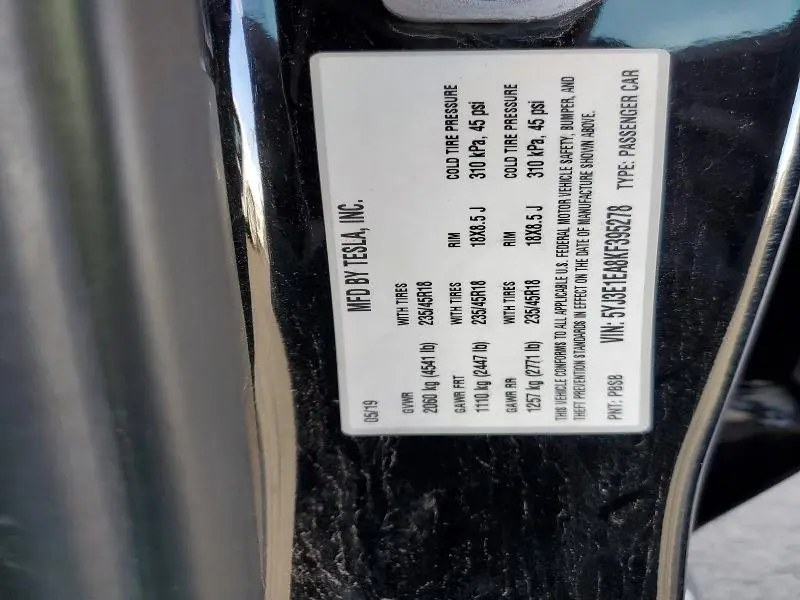 MFD BY TESLA, INC.
05/19
GVWR WITH TIRES
2060 kg (4541 lb) 235/45R18
GAWR FRT WITH TIRES RIM COLD TIRE PRESSURE
1110 kg (2447 lb) 235/45R18 18X8.5 J 310 kPa, 45 psi
GAWR RR WITH TIRES RIM COLD TIRE PRESSURE
1257 kg (2771 lb) 235/45R18 18X8.5 J 310 kPa, 45 psi
THIS VEHICLE CONFORMS TO ALL APPLICABLE U.S. FEDERAL MOTOR VEHICLE SAFETY, BUMPER, AND
THEFT PREVENTION STANDARDS IN EFFECT ON THE DATE OF MANUFACTURE SHOWN ABOVE.
PNT: PBSB VIN: 5YJ3E1EA8KF395278 TYPE: PASSENGER CAR